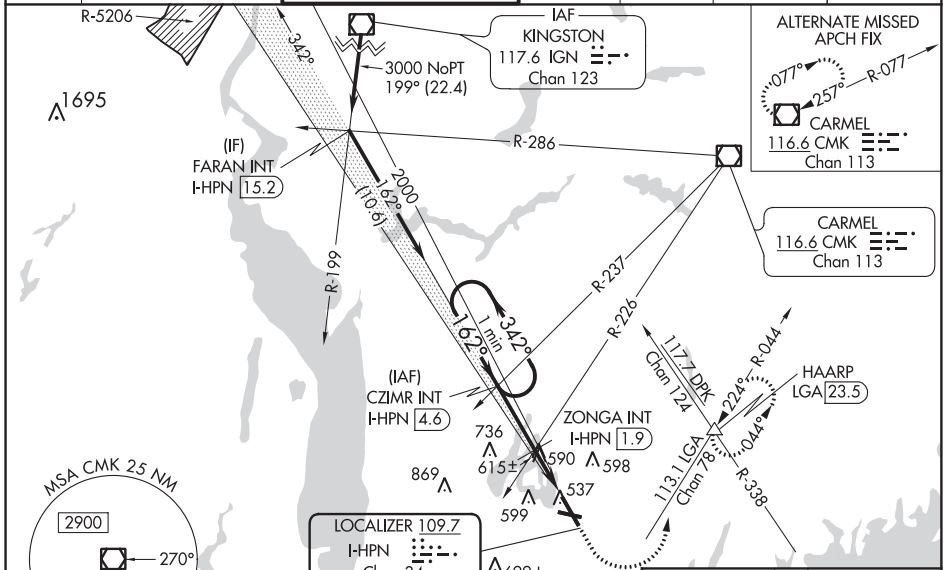 R-5206
342°
IAF
KINGSTON
117.6 IGN
Chan 123
3000 NoPT
199° (22.4)
ALTERNATE MISSED
APCH FIX
077°
R-077
257°
CARMEL
116.6 CMK
Chan 113
1695
(IF)
FARAN INT
I-HPN 15.2
R-286
2000
162°
(10.6)
CARMEL
116.6 CMK
Chan 113
R-199
R-237
R-226
1 min
162°
342°
117.7 DPK
Chan 124
224°
R-044
044°
HAARP
LGA 23.5
(IAF)
CZIMR INT
I-HPN 4.6
ZONGA INT
I-HPN 1.9
736
615±
590
598
113.1 LGA
Chan 78
R-338
869
599
537
MSA CMK 25 NM
2900
270°
LOCALIZER 109.7
I-HPN